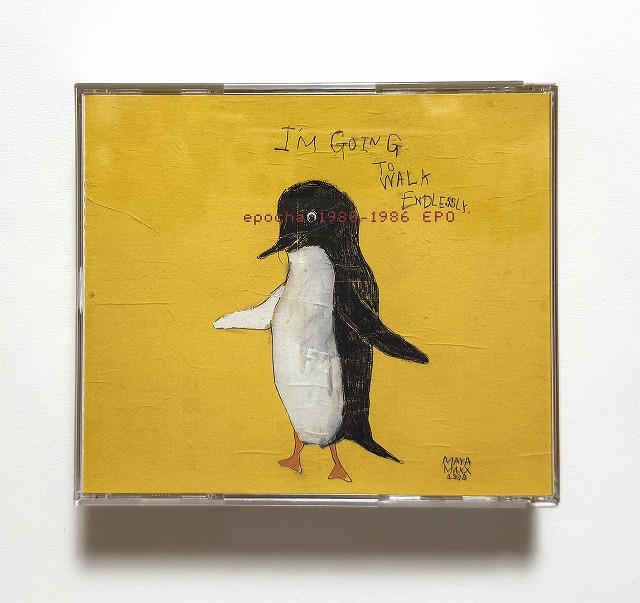 I'M GOING
TO
WALK
ENDLESSLY.
epocha 1980-1986 EPO
MAYA
MAXX
1998